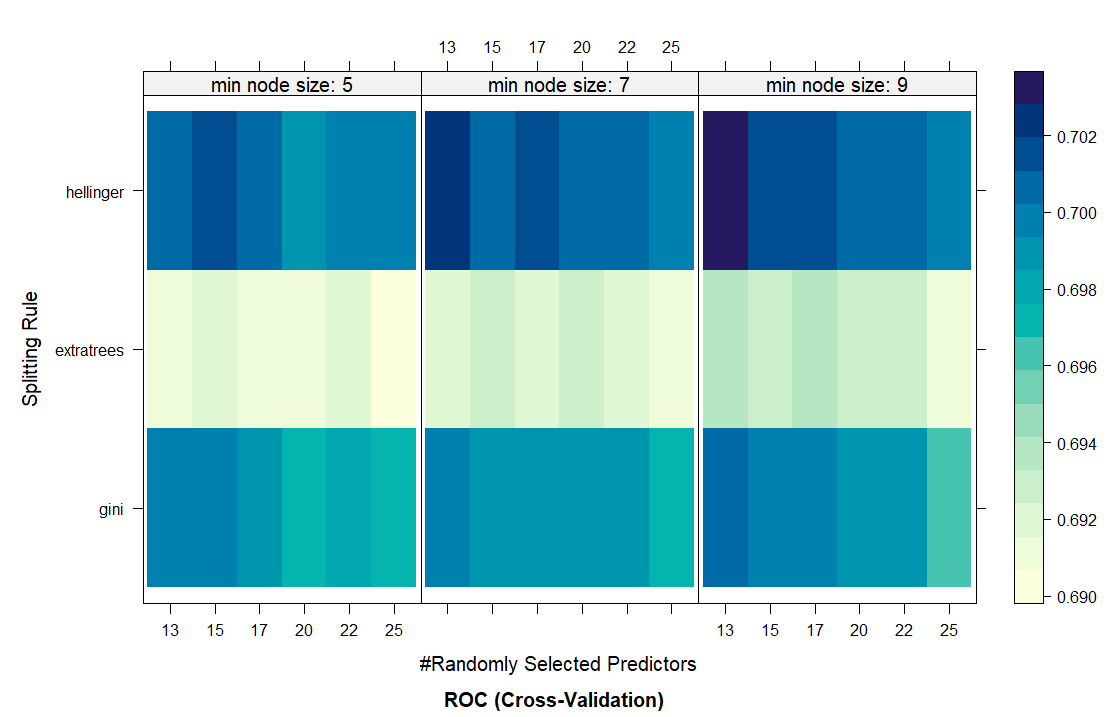 13 15 17 20 22 25
min node size: 5 min node size: 7 min node size: 9
hellinger
extratrees
gini
Splitting Rule
0.702
0.700
0.698
0.696
0.694
0.692
0.690
13 15 17 20 22 25 13 15 17 20 22 25
#Randomly Selected Predictors
ROC (Cross-Validation)